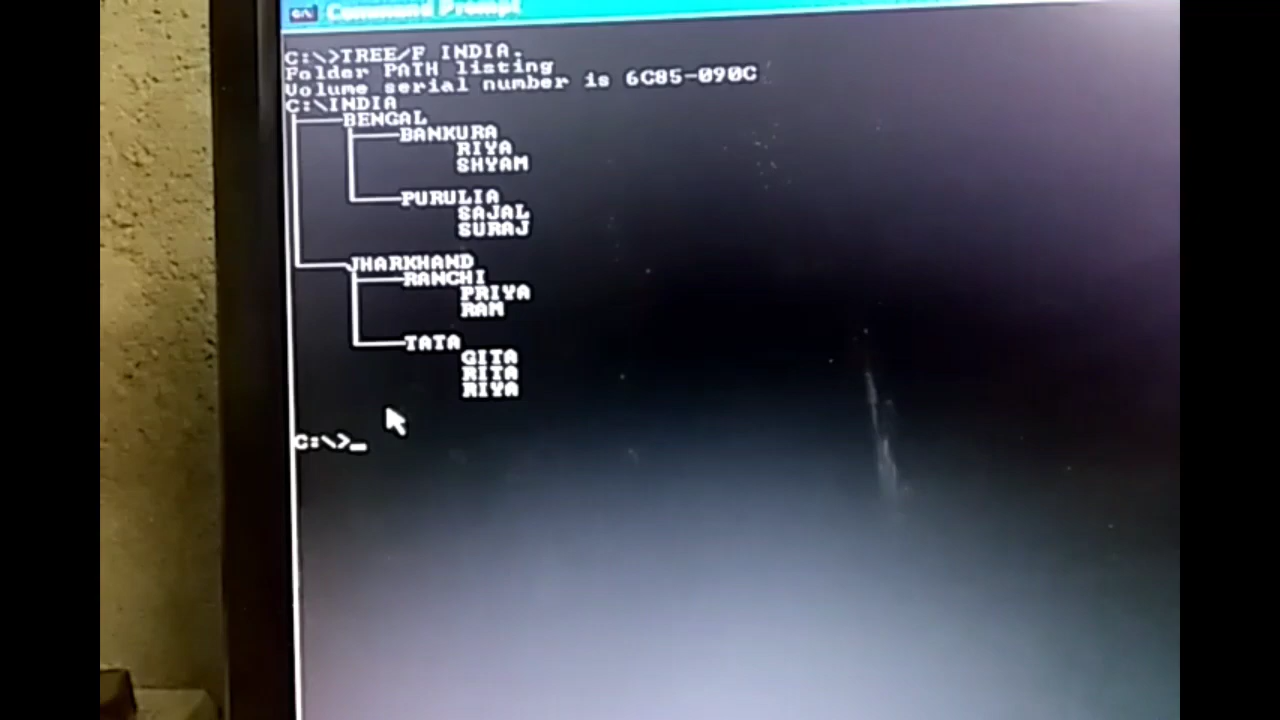 Command Prompt
C:\>TREE/F INDIA.
Folder PATH listing
Volume serial number is 6C85-090C
C:\INDIA
BENGAL
BANKURA
RIYA
SHYAM
PURULIA
SAJAL
SURAJ
JHARKHAND
RANCHI
PRIYA
RAM
TATA
GITA
RITA
RIYA
C:\>_